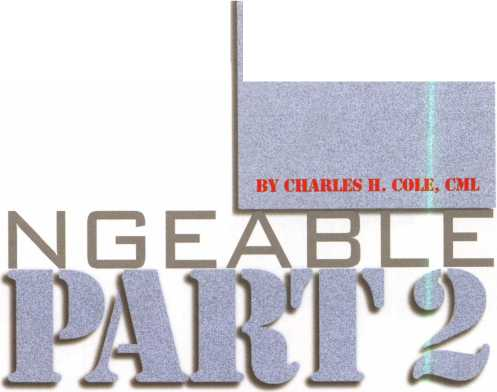 BY CHARLES H. COLE, CML
NGEABLE
PART 2